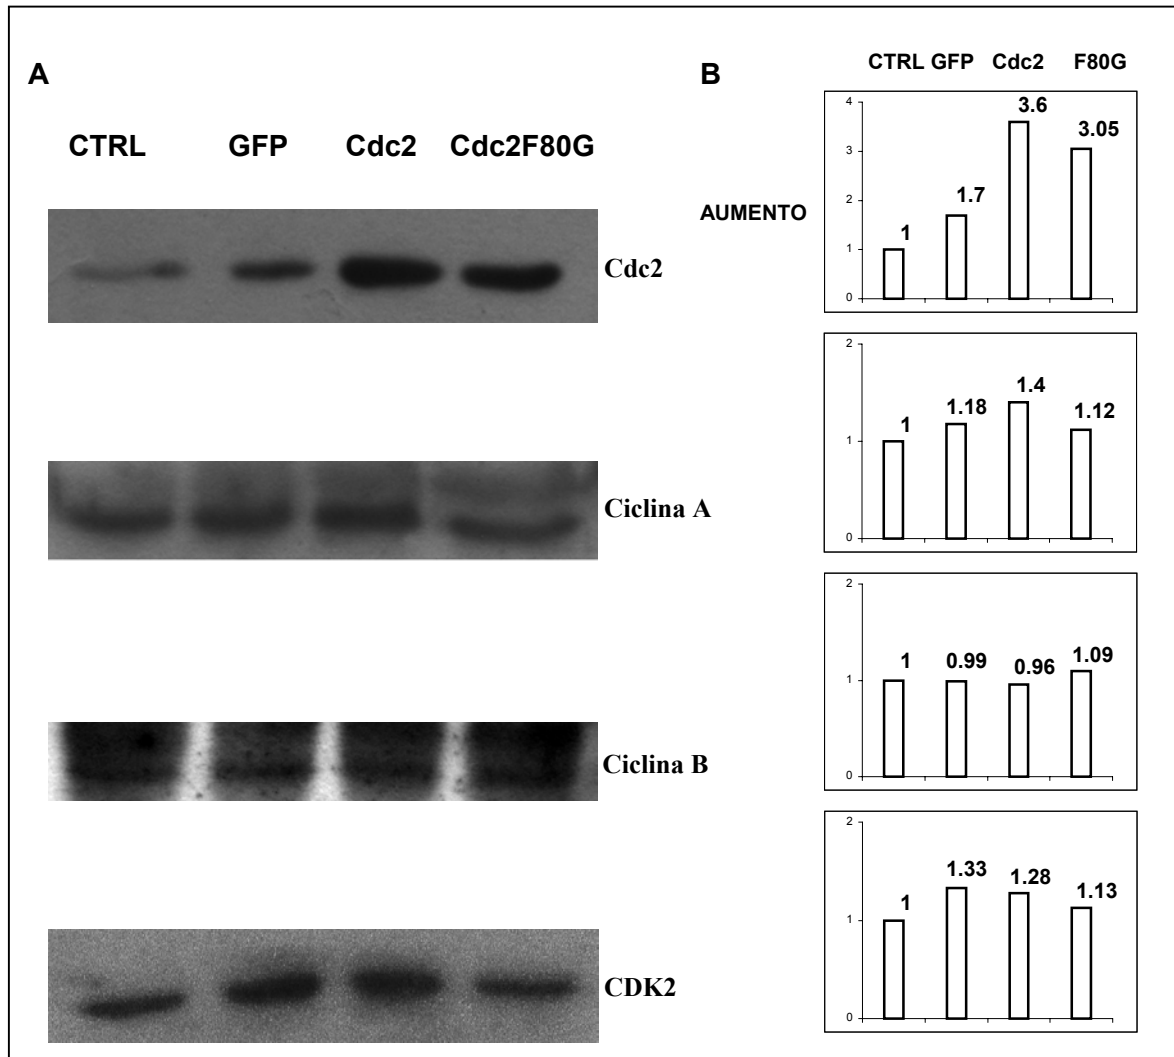 A
CTRL GFP Cdc2 Cdc2F80G
Cdc2
Ciclina A
Ciclina B
CDK2
B
CTRL GFP Cdc2 F80G
AUMENTO
4
3
2
1
0
1 1.7 3.6 3.05
2
1
0
1 1.18 1.4 1.12
2
1
0
1 0.99 0.96 1.09
2
1
0
1 1.33 1.28 1.13